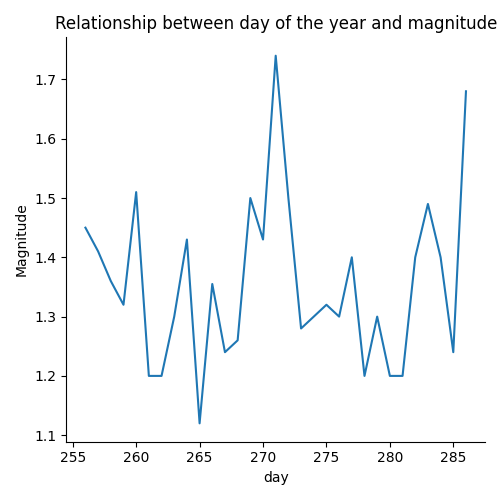 Relationship between day of the year and magnitude
1.7
1.6
1.5
1.4
1.3
1.2
1.1
Magnitude
255 260 265 270 275 280 285
day